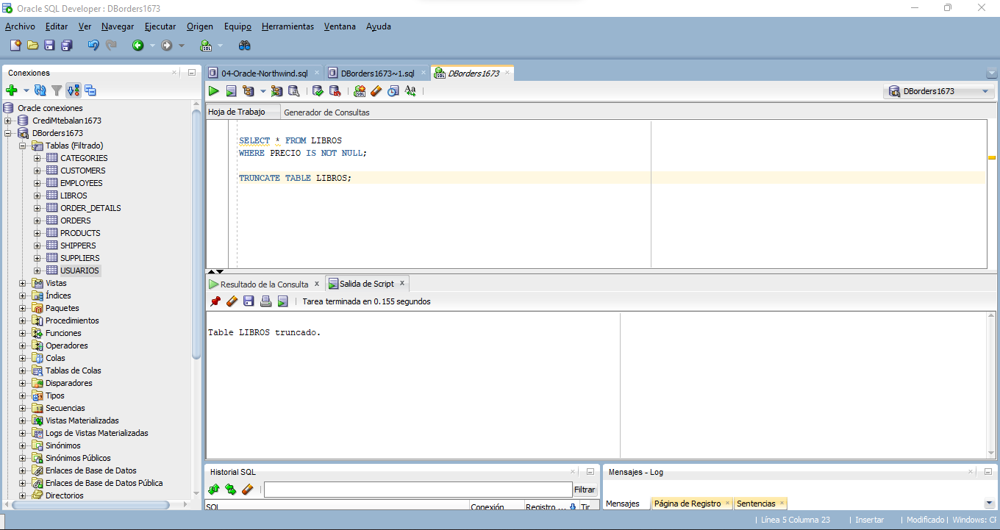 Oracle SQL Developer : DBorders1673
Archivo Editar Ver Navegar Ejecutar Origen Equipo Herramientas Ventana Ayuda
Conexiones
04-Oracle-Northwind.sql
DBorders1673~1.sql
DBorders1673
DBorders1673
Hoja de Trabajo
Generador de Consultas
Oracle conexiones
CrediMtebalan1673
DBorders1673
Tablas (Filtrado)
CATEGORIES
CUSTOMERS
EMPLOYEES
LIBROS
ORDER_DETAILS
ORDERS
PRODUCTS
SHIPPERS
SUPPLIERS
USUARIOS
Vistas
Índices
Paquetes
Procedimientos
Funciones
Operadores
Colas
Tablas de Colas
Disparadores
Tipos
Secuencias
Vistas Materializadas
Logs de Vistas Materializadas
Sinónimos
Sinónimos Públicos
Enlaces de Base de Datos
Enlaces de Base de Datos Pública
Directorios
SELECT * FROM LIBROS
WHERE PRECIO IS NOT NULL;
TRUNCATE TABLE LIBROS;
Resultado de la Consulta
Salida de Script
Tarea terminada en 0.155 segundos
Table LIBROS truncado.
Historial SQL
Filtrar
SQL
Conexión
Registro ...
Tir
Mensajes - Log
Mensajes
Página de Registro
Sentencias
Línea 5 Columna 23
Insertar
Modificado
Windows: CF